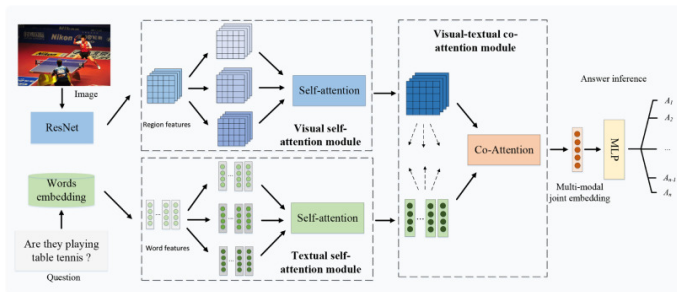 Nikon
Image
ResNet
Words
embedding
Are they playing
table tennis ?
Question
Region features
Self-attention
Visual self-
attention module
Word features
...
...
...
...
Self-attention
Textual self-
attention module
Visual-textual co-
attention module
...
Co-Attention
Multi-modal
joint embedding
MLP
Answer inference
A1
A2
...
An-1
An